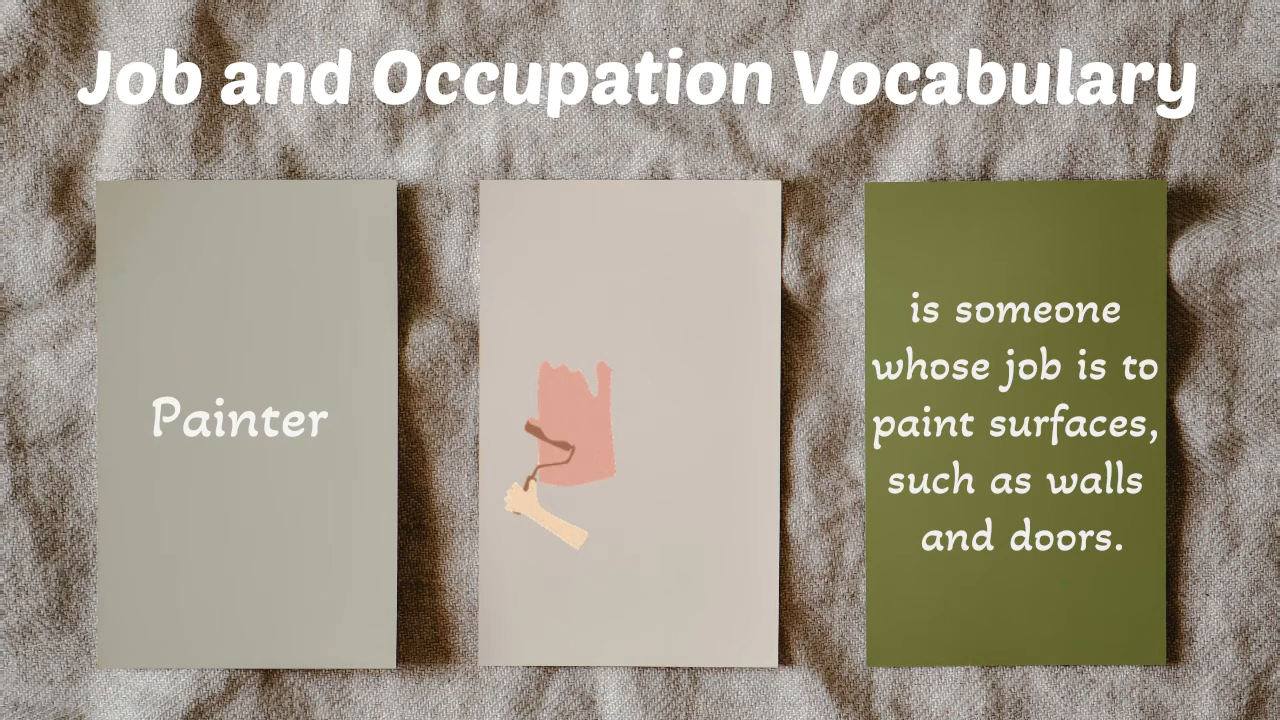 Job and Occupation Vocabulary
Painter
is someone
whose job is to
paint surfaces,
such as walls
and doors.